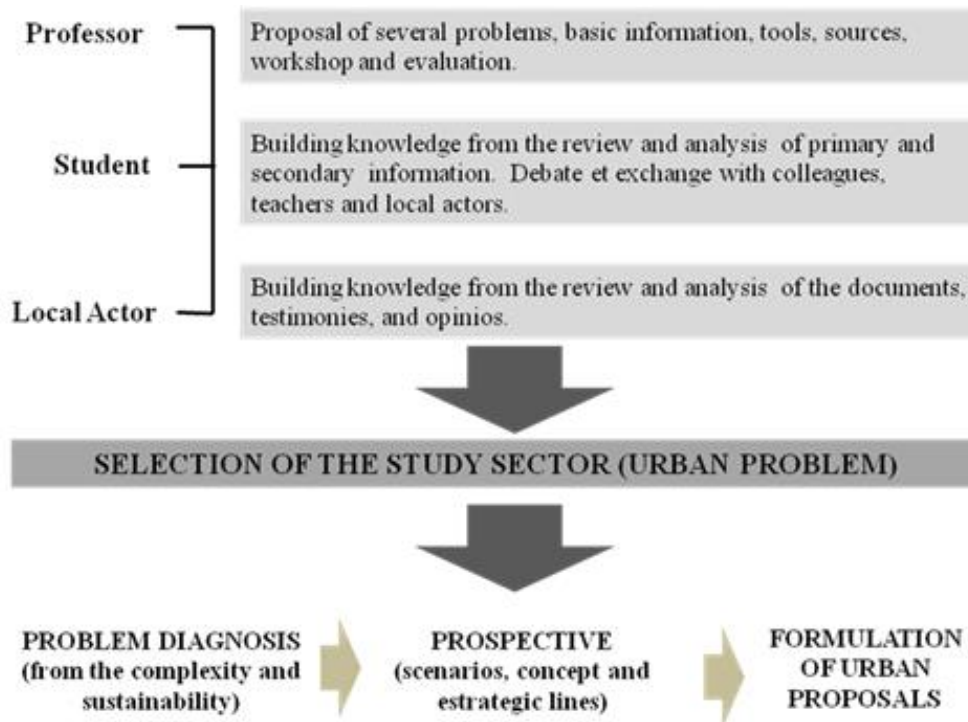 Professor
Proposal of several problems, basic information, tools, sources,
workshop and evaluation.
Student
Building knowledge from the review and analysis of primary and
secondary information. Debate et exchange with colleagues,
teachers and local actors.
Local Actor
Building knowledge from the review and analysis of the documents,
testimonies, and opinios.
SELECTION OF THE STUDY SECTOR (URBAN PROBLEM)
PROBLEM DIAGNOSIS
(from the complexity and
sustainability)
PROSPECTIVE
(scenarios, concept and
estrategic lines)
FORMULATION
OF URBAN
PROPOSALS